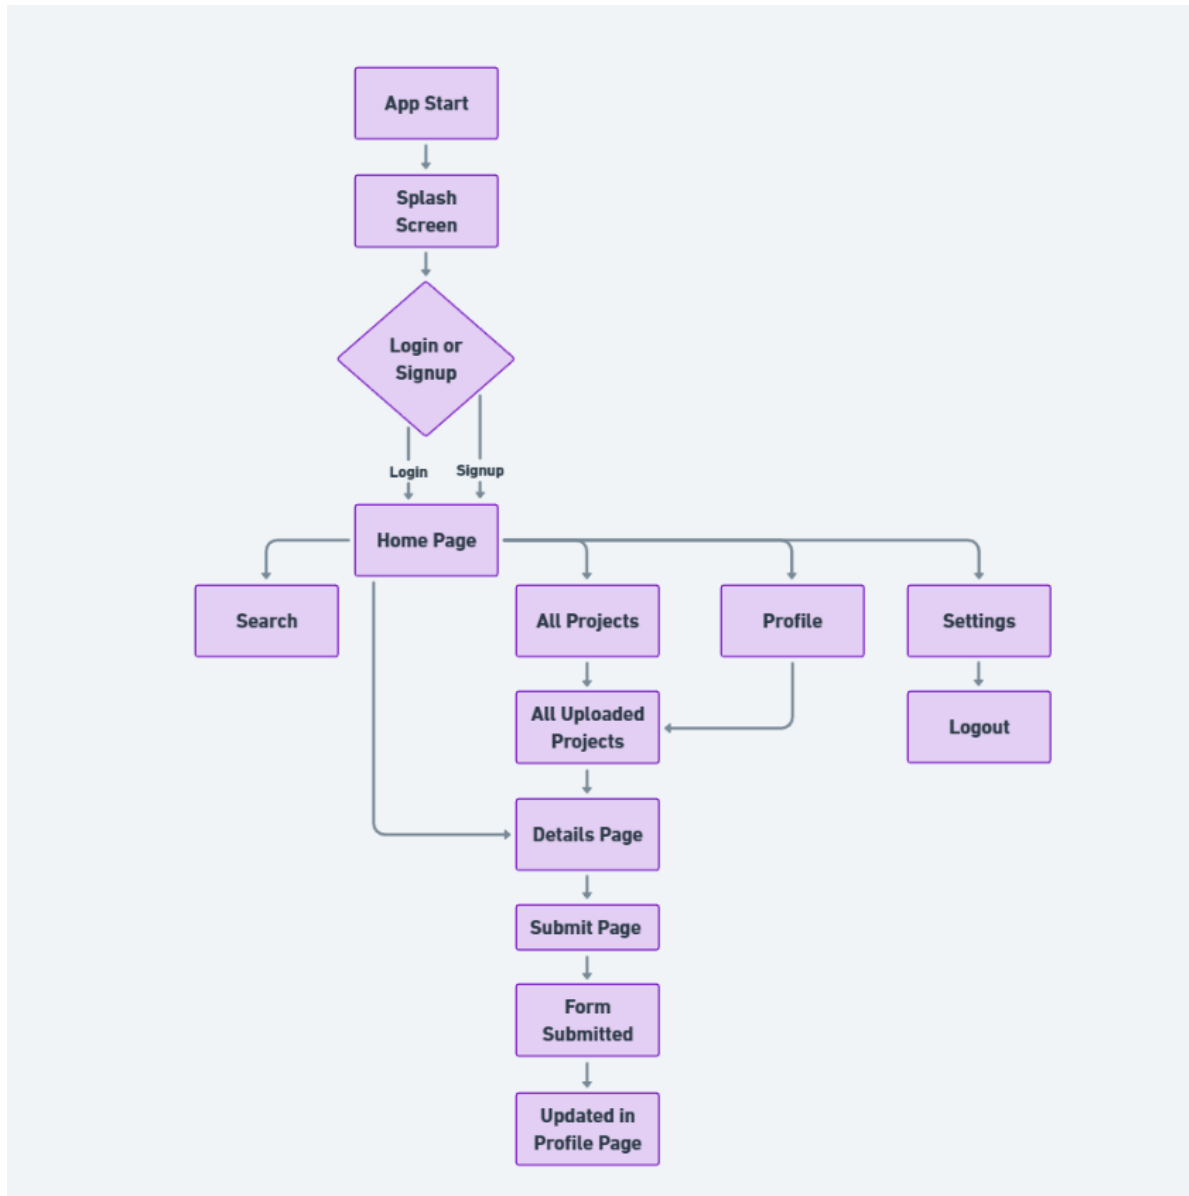 App Start
Splash
Screen
Login or
Signup
Login
Signup
Home Page
Search
All Projects
Profile
Settings
All Uploaded
Projects
Logout
Details Page
Submit Page
Form
Submitted
Updated in
Profile Page